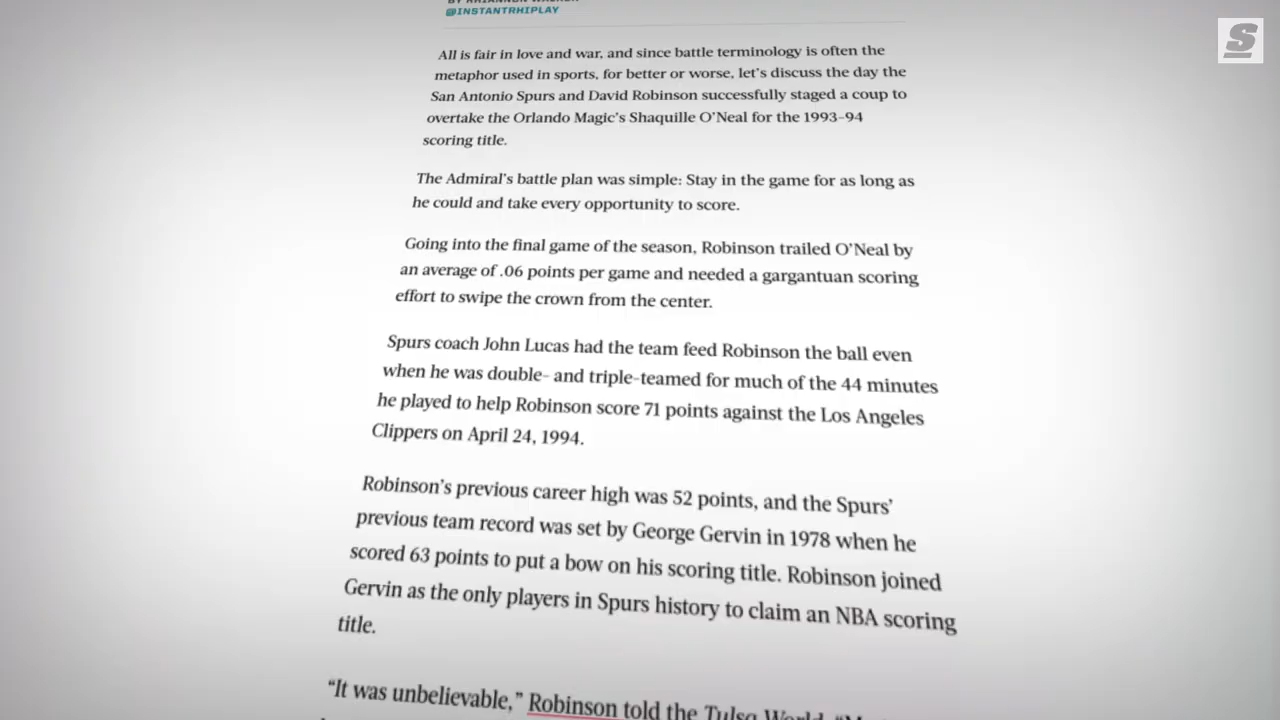 @INSTANTRHIPLAY
All is fair in love and war, and since battle terminology is often the
metaphor used in sports, for better or worse, let's discuss the day the
San Antonio Spurs and David Robinson successfully staged a coup to
overtake the Orlando Magic's Shaquille O'Neal for the 1993–94
scoring title.
The Admiral's battle plan was simple: Stay in the game for as long as
he could and take every opportunity to score.
Going into the final game of the season, Robinson trailed O'Neal by
an average of .06 points per game and needed a gargantuan scoring
effort to swipe the crown from the center.
Spurs coach John Lucas had the team feed Robinson the ball even
when he was double- and triple-teamed for much of the 44 minutes
he played to help Robinson score 71 points against the Los Angeles
Clippers on April 24, 1994.
Robinson's previous career high was 52 points, and the Spurs'
previous team record was set by George Gervin in 1978 when he
scored 63 points to put a bow on his scoring title. Robinson joined
Gervin as the only players in Spurs history to claim an NBA scoring
title.
“It was unbelievable,” Robinson told the Tulsa World.
S